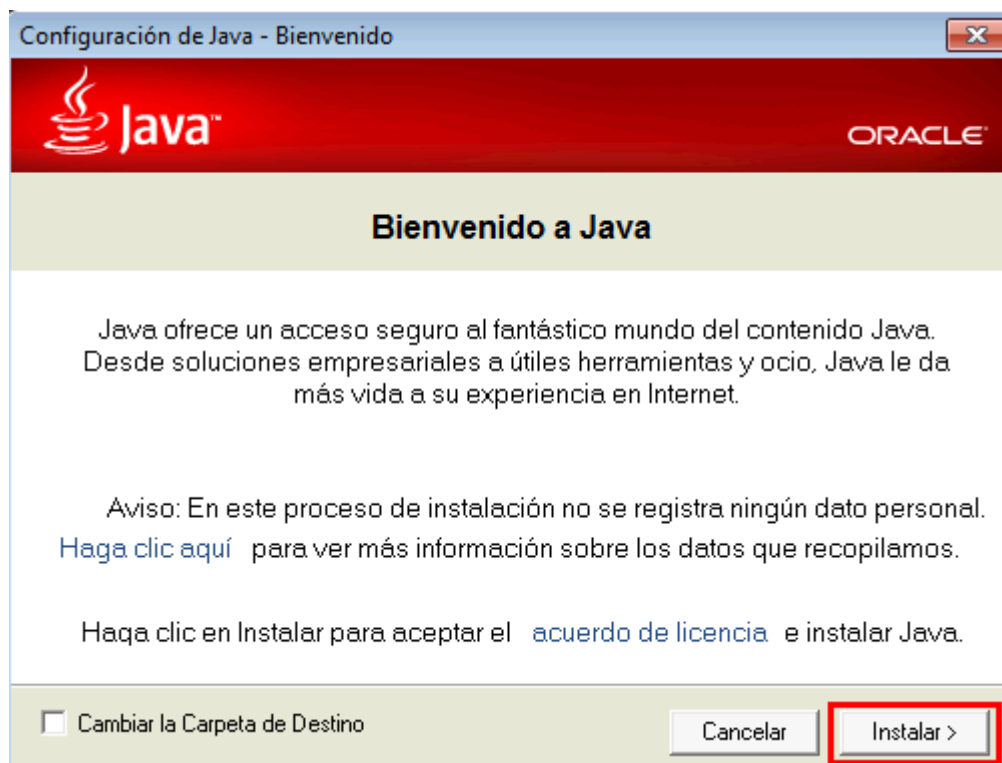 Configuración de Java - Bienvenido
Java™
ORACLE
Bienvenido a Java
Java ofrece un acceso seguro al fantástico mundo del contenido Java.
Desde soluciones empresariales a útiles herramientas y ocio, Java le da
más vida a su experiencia en Internet.
Aviso: En este proceso de instalación no se registra ningún dato personal.
Haga clic aquí para ver más información sobre los datos que recopilamos.
Haga clic en Instalar para aceptar el acuerdo de licencia e instalar Java.
Cambiar la Carpeta de Destino
Cancelar
Instalar >